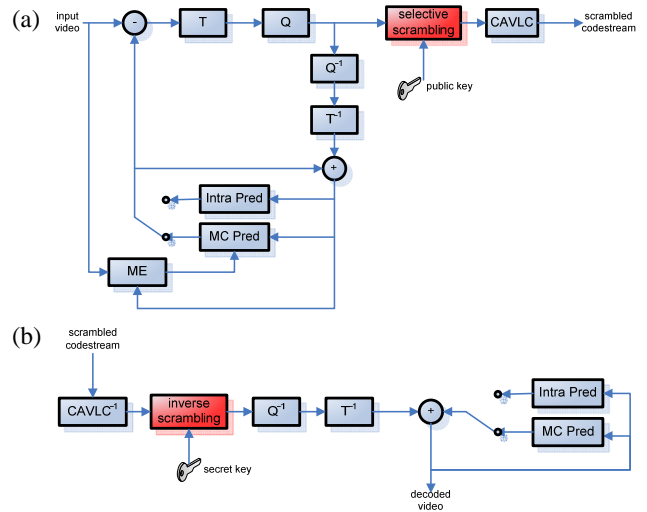 (a)
input
video
-
T
Q
selective
scrambling
CAVLC
scrambled
codestream
Q⁻¹
public key
T⁻¹
+
Intra Pred
MC Pred
ME
(b)
scrambled
codestream
CAVLC⁻¹
inverse
scrambling
Q⁻¹
T⁻¹
+
Intra Pred
MC Pred
secret key
decoded
video